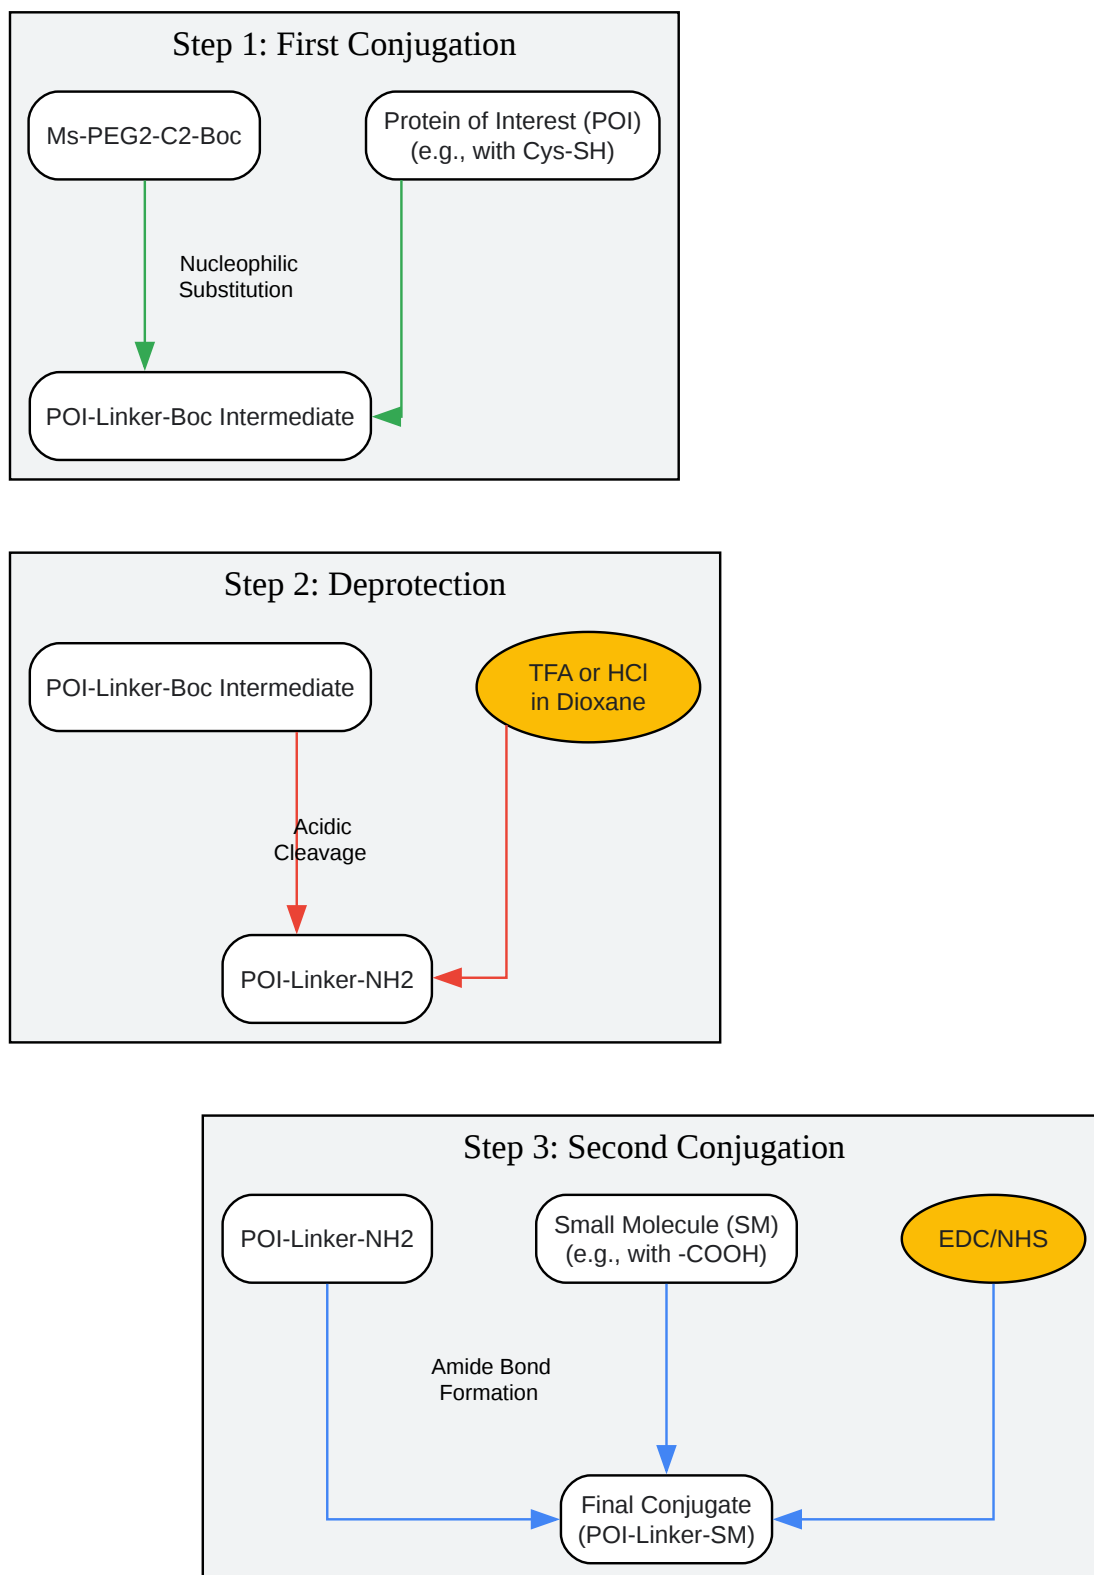 Step 1: First Conjugation
Ms-PEG2-C2-Boc
Protein of Interest (POI)
(e.g., with Cys-SH)
Nucleophilic
Substitution
POI-Linker-Boc Intermediate
Step 2: Deprotection
POI-Linker-Boc Intermediate
TFA or HCl
in Dioxane
Acidic
Cleavage
POI-Linker-NH2
Step 3: Second Conjugation
POI-Linker-NH2
Small Molecule (SM)
(e.g., with -COOH)
EDC/NHS
Amide Bond
Formation
Final Conjugate
(POI-Linker-SM)